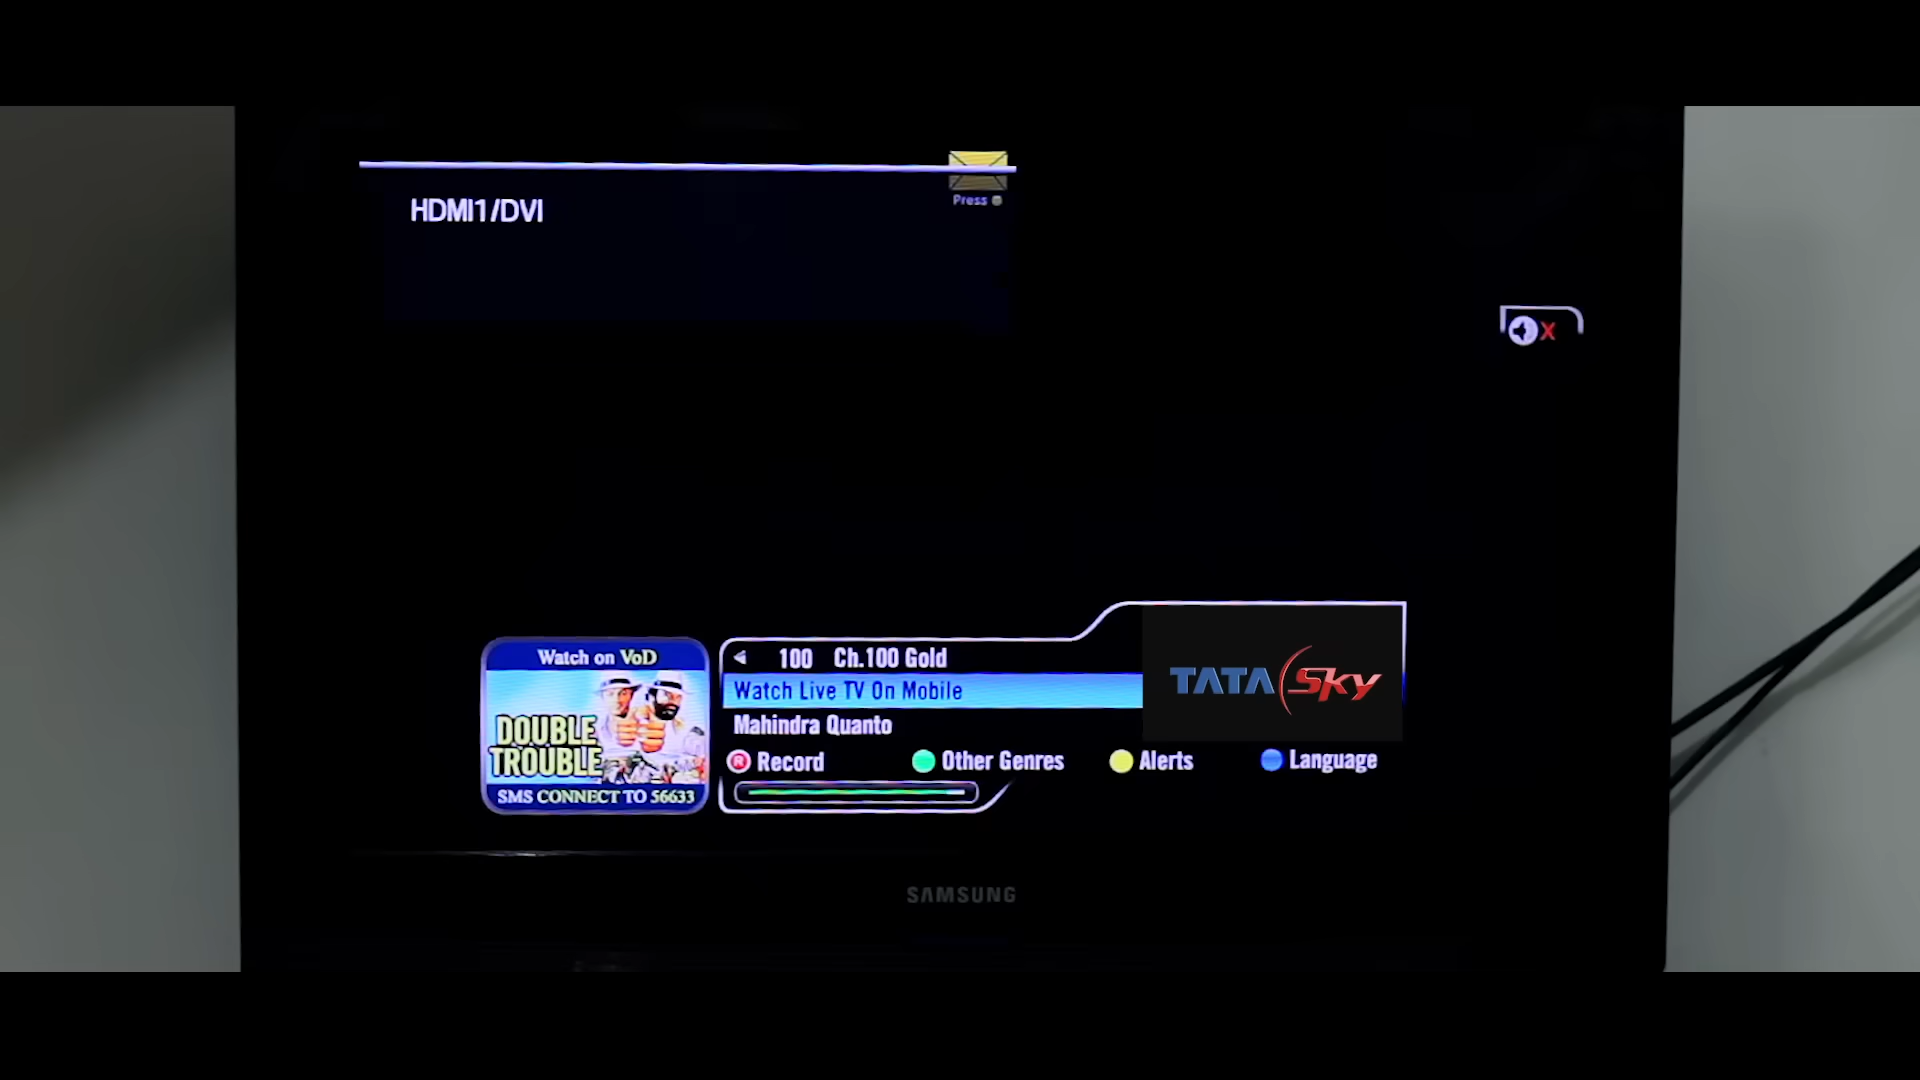 HDMI1/DVI
Press
Watch on VoD
DOUBLE
TROUBLE
SMS CONNECT TO 56633
100 Ch.100 Gold
Watch Live TV On Mobile
Mahindra Quanto
TATA Sky
R Record
Other Genres
Alerts
Language
X
SAMSUNG